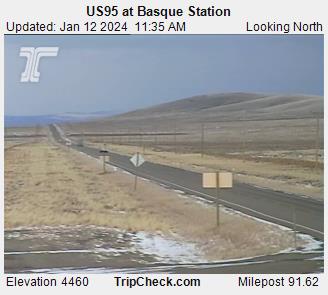 US95 at Basque Station
Updated: Jan 12 2024 11:35 AM Looking North
Elevation 4460 TripCheck.com Milepost 91.62